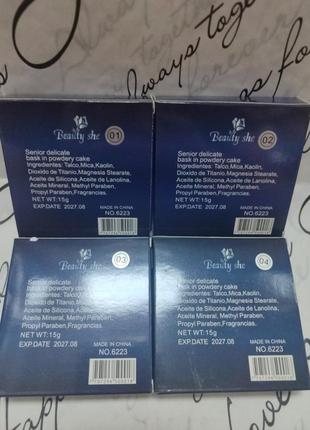 always together forever
Beauty she
01
Senior delicate
bask in powdery cake
Ingredientes: Talco,Mica,Kaolin,
Dioxido de Titanio,Magnesia Stearate,
Aceite de Silicona,Aceite de Lanolina,
Aceite Mineral, Methyl Paraben,
Propyl Paraben,Fragrancias.
NET WT:15g
EXP.DATE 2027.08
MADE IN CHINA
NO.6223
Beauty she
02
Senior delicate
bask in powdery cake
Ingredientes: Talco,Mica,Kaolin,
Dioxido de Titanio,Magnesia Stearate,
Aceite de Silicona,Aceite de Lanolina,
Aceite Mineral, Methyl Paraben,
Propyl Paraben,Fragrancias.
NET WT:15g
EXP.DATE 2027.08
MADE IN CHINA
NO.6223
Beauty she
03
Senior delicate
bask in powdery cake
Ingredientes: Talco,
Dioxido de Titanio,Magnesia Stearate,
Aceite de Silicona,Aceite de Lanolina,
Aceite Mineral, Methyl Paraben,
Propyl Paraben,Fragrancias.
NET WT:15g
EXP.DATE 2027.08
MADE IN CHINA
NO.6223
Beauty she
04
Senior delicate
bask in powdery cake
Ingredientes: Talco,Mica,Kaolin,
Dioxido de Titanio,Magnesia Stearate,
Aceite de Silicona,Aceite de Lanolina,
Aceite Mineral, Methyl Paraben,
Propyl Paraben,Fragrancias.
NET WT:15g
EXP.DATE 2027.08
MADE IN CHINA
NO.6223